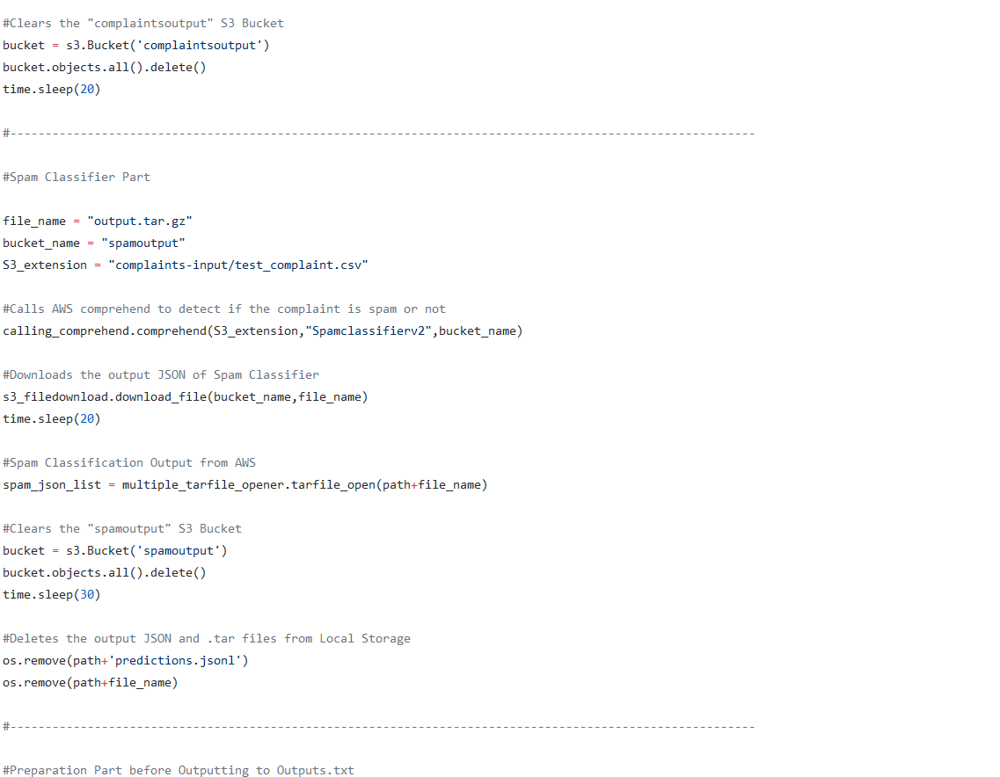 #Clears the "complaintsoutput" S3 Bucket
bucket = s3.Bucket('complaintsoutput')
bucket.objects.all().delete()
time.sleep(20)
#----------------------------------------------------------------------------------------------------------
#Spam Classifier Part
file_name = "output.tar.gz"
bucket_name = "spamoutput"
S3_extension = "complaints-input/test_complaint.csv"
#Calls AWS comprehend to detect if the complaint is spam or not
calling_comprehend.comprehend(S3_extension,"Spamclassifierv2",bucket_name)
#Downloads the output JSON of Spam Classifier
s3_filedownload.download_file(bucket_name,file_name)
time.sleep(20)
#Spam Classification Output from AWS
spam_json_list = multiple_tarfile_opener.tarfile_open(path+file_name)
#Clears the "spamoutput" S3 Bucket
bucket = s3.Bucket('spamoutput')
bucket.objects.all().delete()
time.sleep(30)
#Deletes the output JSON and .tar files from Local Storage
os.remove(path+'predictions.jsonl')
os.remove(path+file_name)
#----------------------------------------------------------------------------------------------------------
#Preparation Part before Outputting to Outputs.txt